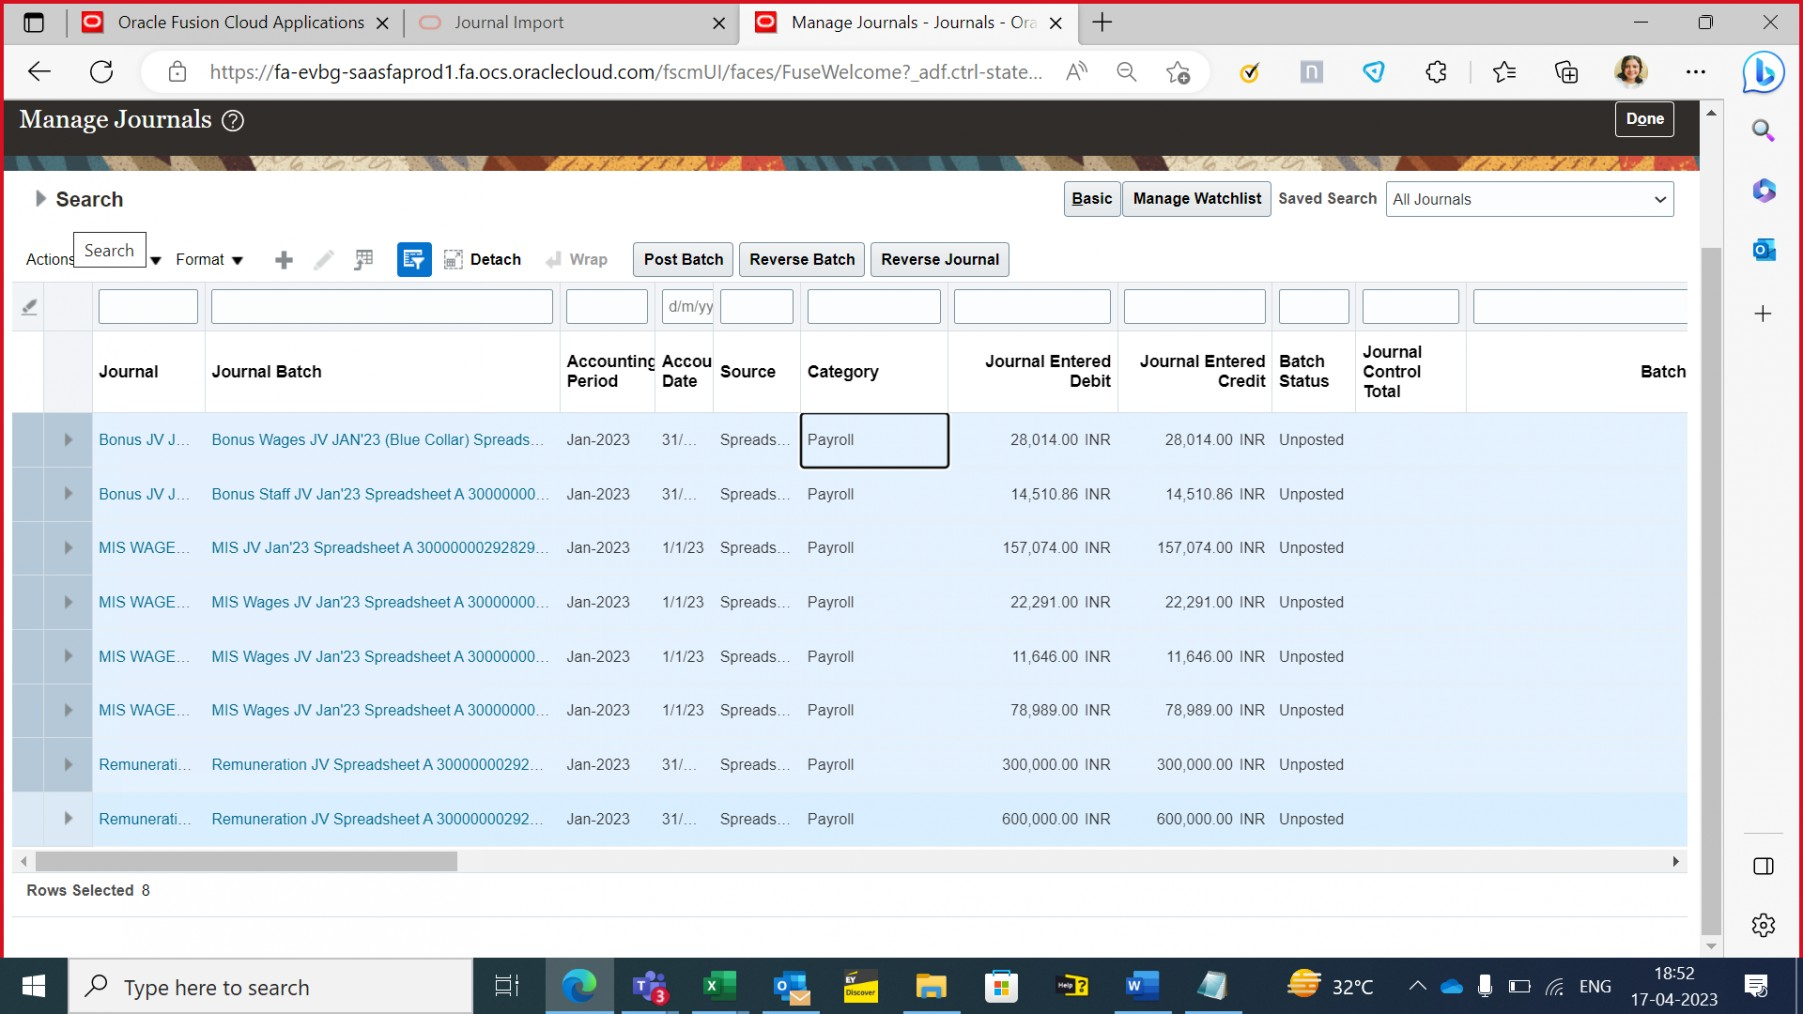 Oracle Fusion Cloud Applications
Journal Import
Manage Journals - Journals - Ora
https://fa-evbg-saasfaprod1.fa.ocs.oraclecloud.com/fscmUI/faces/FuseWelcome?_adf.ctrl-state...
Manage Journals
Done
Search
Basic Manage Watchlist Saved Search All Journals
Search
Actions Format Detach Wrap Post Batch Reverse Batch Reverse Journal
d/m/yy
Journal Journal Batch Accounting Period Accou Date Source Category Journal Entered Debit Journal Entered Credit Batch Status Journal Control Total Batch
Bonus JV J... Bonus Wages JV JAN'23 (Blue Collar) Spreads... Jan-2023 31/... Spreads... Payroll 28,014.00 INR 28,014.00 INR Unposted
Bonus JV J... Bonus Staff JV Jan'23 Spreadsheet A 30000000... Jan-2023 31/... Spreads... Payroll 14,510.86 INR 14,510.86 INR Unposted
MIS WAGE... MIS JV Jan'23 Spreadsheet A 30000000292829... Jan-2023 1/1/23 Spreads... Payroll 157,074.00 INR 157,074.00 INR Unposted
MIS WAGE... MIS Wages JV Jan'23 Spreadsheet A 30000000... Jan-2023 1/1/23 Spreads... Payroll 22,291.00 INR 22,291.00 INR Unposted
MIS WAGE... MIS Wages JV Jan'23 Spreadsheet A 30000000... Jan-2023 1/1/23 Spreads... Payroll 11,646.00 INR 11,646.00 INR Unposted
MIS WAGE... MIS Wages JV Jan'23 Spreadsheet A 30000000... Jan-2023 1/1/23 Spreads... Payroll 78,989.00 INR 78,989.00 INR Unposted
Remunerati... Remuneration JV Spreadsheet A 30000000292... Jan-2023 31/... Spreads... Payroll 300,000.00 INR 300,000.00 INR Unposted
Remunerati... Remuneration JV Spreadsheet A 30000000292... Jan-2023 31/... Spreads... Payroll 600,000.00 INR 600,000.00 INR Unposted
Rows Selected 8
Type here to search
3
EY Discover
Help ?
32°C
ENG
18:52
17-04-2023